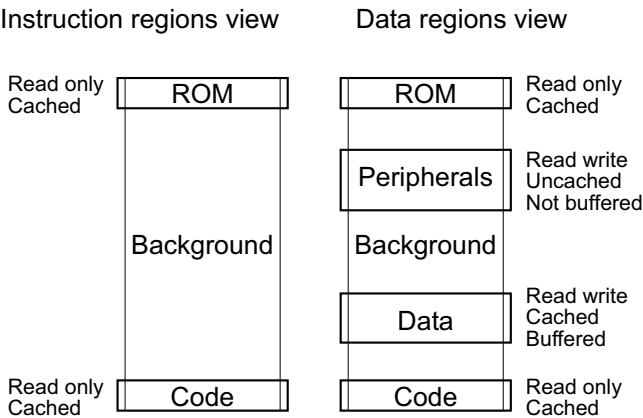 Instruction regions view
Data regions view
Read only
Cached
ROM
ROM
Read only
Cached
Peripherals
Read write
Uncached
Not buffered
Background
Background
Data
Read write
Cached
Buffered
Read only
Cached
Code
Code
Read only
Cached